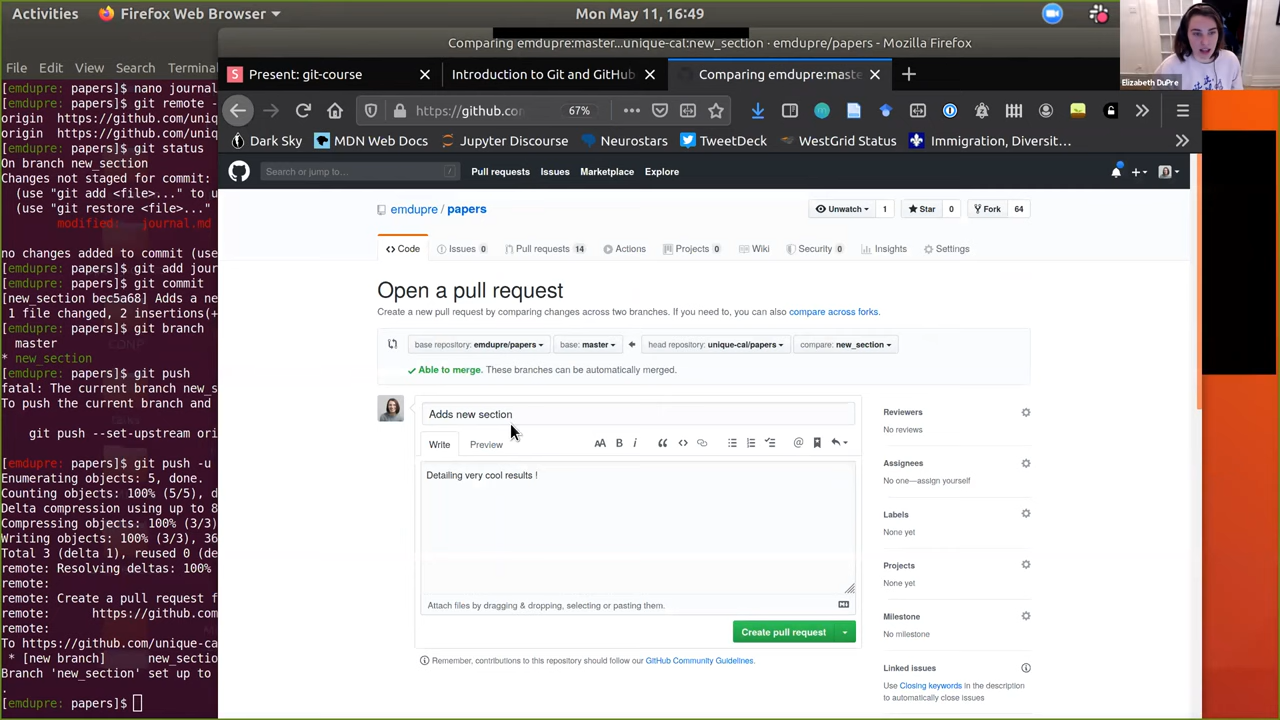 Activities
Firefox Web Browser
Mon May 11, 16:49
Comparing emdupre:master...unique-cal:new_section · emdupre/papers - Mozilla Firefox
File Edit View Search Terminal
Present: git-course
Introduction to Git and GitHub
Comparing emdupre:maste
Elizabeth DuPre
https://github.co
67%
Dark Sky
MDN Web Docs
Jupyter Discourse
Neurostars
TweetDeck
WestGrid Status
Immigration, Diversit…
[emdupre: papers]$ nano journal
[emdupre: papers]$ git remote -
origin https://github.com/unic
origin https://github.com/unic
[emdupre: papers]$ git status
On branch new_section
Changes not staged for commit:
(use "git add <file>..." to u
(use "git restore <file>..."
modified: journal.md
no changes added to commit (use
[emdupre: papers]$ git add jour
[emdupre: papers]$ git commit
[new_section bec5a68] Adds a ne
1 file changed, 2 insertions(+
[emdupre: papers]$ git branch
master
* new_section
[emdupre: papers]$ git push
fatal: The current branch new_s
To push the current branch and
git push --set-upstream ori
[emdupre: papers]$ git push -u
Enumerating objects: 5, done.
Counting objects: 100% (5/5), d
Delta compression using up to 8
Compressing objects: 100% (3/3)
Writing objects: 100% (3/3), 36
Total 3 (delta 1), reused 0 (de
remote: Resolving deltas: 100%
remote:
remote: Create a pull request f
remote: https://github.com
remote:
To https://github.com/unique-ca
* [new branch] new_sectio
Branch 'new_section' set up to
.
[emdupre: papers]$
Search or jump to...
/
Pull requests
Issues
Marketplace
Explore
emdupre / papers
Unwatch 1
Star 0
Fork 64
Code
Issues 0
Pull requests 14
Actions
Projects 0
Wiki
Security 0
Insights
Settings
Open a pull request
Create a new pull request by comparing changes across two branches. If you need to, you can also compare across forks.
base repository: emdupre/papers
base: master
head repository: unique-cal/papers
compare: new_section
Able to merge. These branches can be automatically merged.
Adds new section
Write
Preview
AA B i
Detailing very cool results !
Attach files by dragging & dropping, selecting or pasting them.
Create pull request
Remember, contributions to this repository should follow our GitHub Community Guidelines.
Reviewers
No reviews
Assignees
No one—assign yourself
Labels
None yet
Projects
None yet
Milestone
No milestone
Linked issues
Use Closing keywords in the description
to automatically close issues